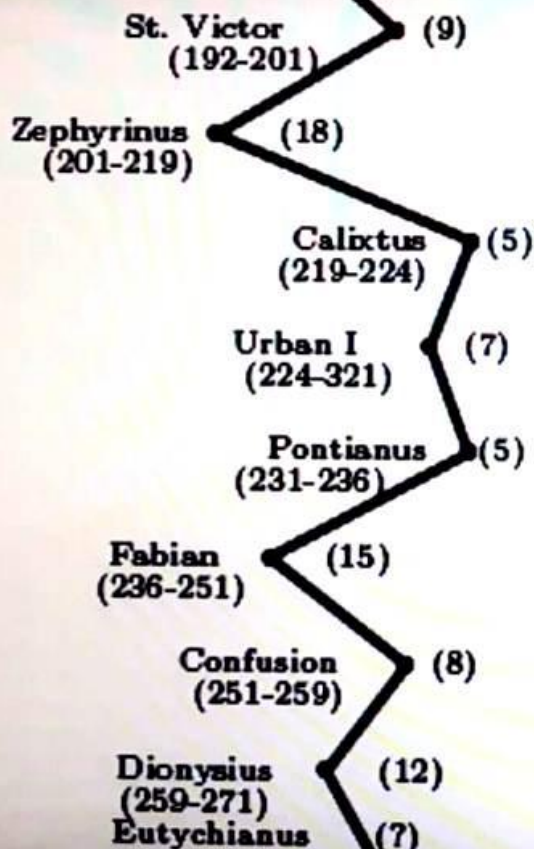 St. Victor (9)
(192-201)
Zephyrinus (18)
(201-219)
Calixtus (5)
(219-224)
Urban I (7)
(224-321)
Pontianus (5)
(231-236)
Fabian (15)
(236-251)
Confusion (8)
(251-259)
Dionysius (12)
(259-271)
Eutychianus (7)